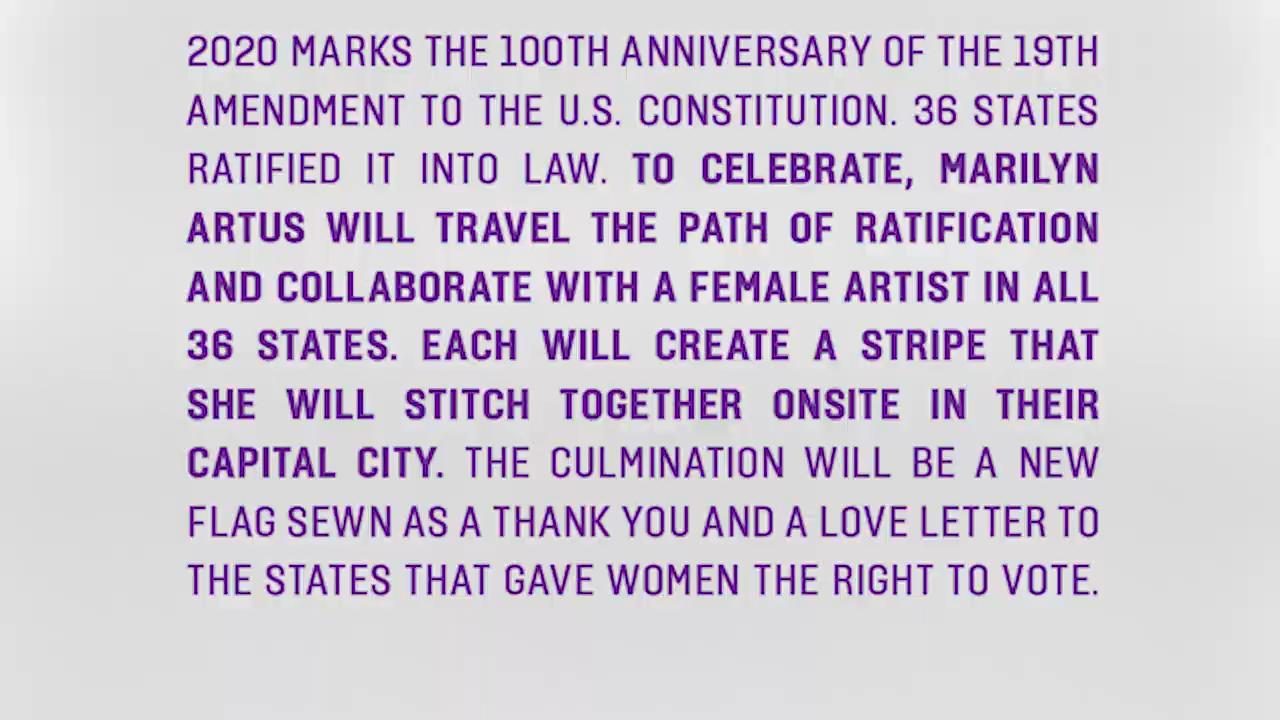 2020 MARKS THE 100TH ANNIVERSARY OF THE 19TH
AMENDMENT TO THE U.S. CONSTITUTION. 36 STATES
RATIFIED IT INTO LAW. TO CELEBRATE, MARILYN
ARTUS WILL TRAVEL THE PATH OF RATIFICATION
AND COLLABORATE WITH A FEMALE ARTIST IN ALL
36 STATES. EACH WILL CREATE A STRIPE THAT
SHE WILL STITCH TOGETHER ONSITE IN THEIR
CAPITAL CITY. THE CULMINATION WILL BE A NEW
FLAG SEWN AS A THANK YOU AND A LOVE LETTER TO
THE STATES THAT GAVE WOMEN THE RIGHT TO VOTE.